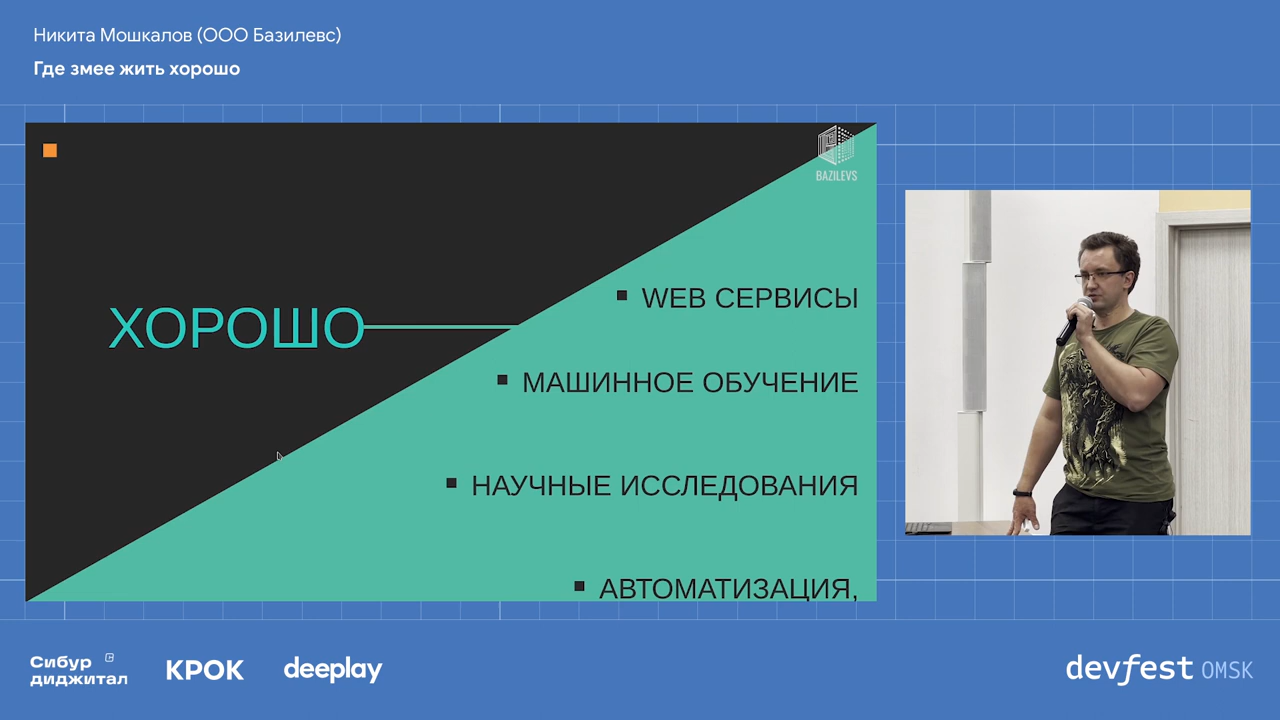 Никита Мошкалов (ООО Базилевс)
Где змее жить хорошо
BAZILEVS
ХОРОШО
WEB СЕРВИСЫ
МАШИННОЕ ОБУЧЕНИЕ
НАУЧНЫЕ ИССЛЕДОВАНИЯ
АВТОМАТИЗАЦИЯ,
Сибур
диджитал
КРОК
deeplay
devfest OMSK